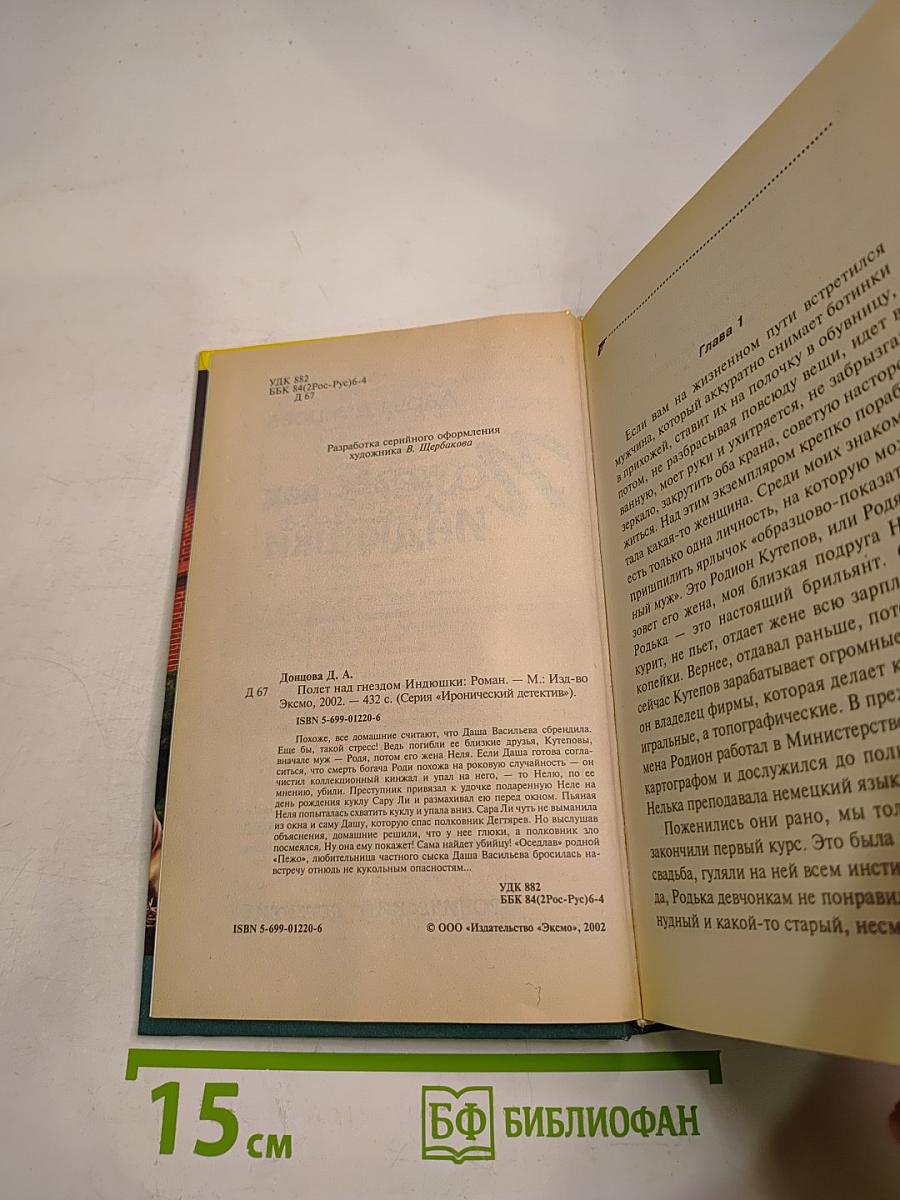 УДК 882
ББК 84(2Рос-Рус)6-4
Д 67
Разработка серийного оформления
художника В. Щербакова
Донцова Д. А.
Д 67 Полет над гнездом Индюшки: Роман. — М.: Изд-во
Эксмо, 2002. — 432 с. (Серия «Иронический детектив»).
ISBN 5-699-01220-6
Похоже, все домашние считают, что Даша Васильева сбрендила.
Еще бы, такой стресс! Ведь погибли ее близкие друзья, Кутеповы,
вначале муж — Родя, потом его жена Неля. Если Даша готова согла-
ситься, что смерть богача Роди похожа на роковую случайность — он
чистил коллекционный кинжал и упал на него, — то Нелю, по ее
мнению, убили. Преступник привязал к удочке подаренную Неле на
день рождения куклу Сару Ли и размахивал ею перед окном. Пьяная
Неля попыталась схватить куклу и упала вниз. Сара Ли чуть не выманила
из окна и саму Дашу, которую спас полковник Дегтярев. Но выслушав
объяснения, домашние решили, что у нее глюки, а полковник зло
посмеялся. Ну она ему покажет! Сама найдет убийцу! «Оседлав» родной
«Пежо», любительница частного сыска Даша Васильева бросилась на-
встречу отнюдь не кукольным опасностям...
УДК 882
ББК 84(2Рос-Рус)6-4
ISBN 5-699-01220-6
© ООО «Издательство «Эксмо», 2002
Глава 1
Если вам на жизненном пути встретился
мужчина, который аккуратно снимает ботинки
в прихожей, ставит их на полочку в обувницу,
потом, не разбрасывая повсюду вещи, идет в
ванную, моет руки и ухитряется, не забрызга
зеркало, закрутить оба крана, советую насторо
житься. Над этим экземпляром крепко пораб
тала какая-то женщина. Среди моих знаком
есть только одна личность, на которую мож
пришпилить ярлычок «образцово-показат
ный муж». Это Родион Кутепов, или Родя
зовет его жена, моя близкая подруга Н
Родька — это настоящий брильянт.
курит, не пьет, отдает жене всю зарпл
копейки. Вернее, отдавал раньше, пот
сейчас Кутепов зарабатывает огромные
он владелец фирмы, которая делает к
игральные, а топографические. В преж
мена Родион работал в Министерство
картографом и дослужился до пол
Нелька преподавала немецкий язык
Поженились они рано, мы тол
закончили первый курс. Это была
свадьба, гуляли на ней всем инсти
да, Родька девчонкам не понравил
нудный и какой-то старый, несм
15 см
БФ БИБЛИОФАН